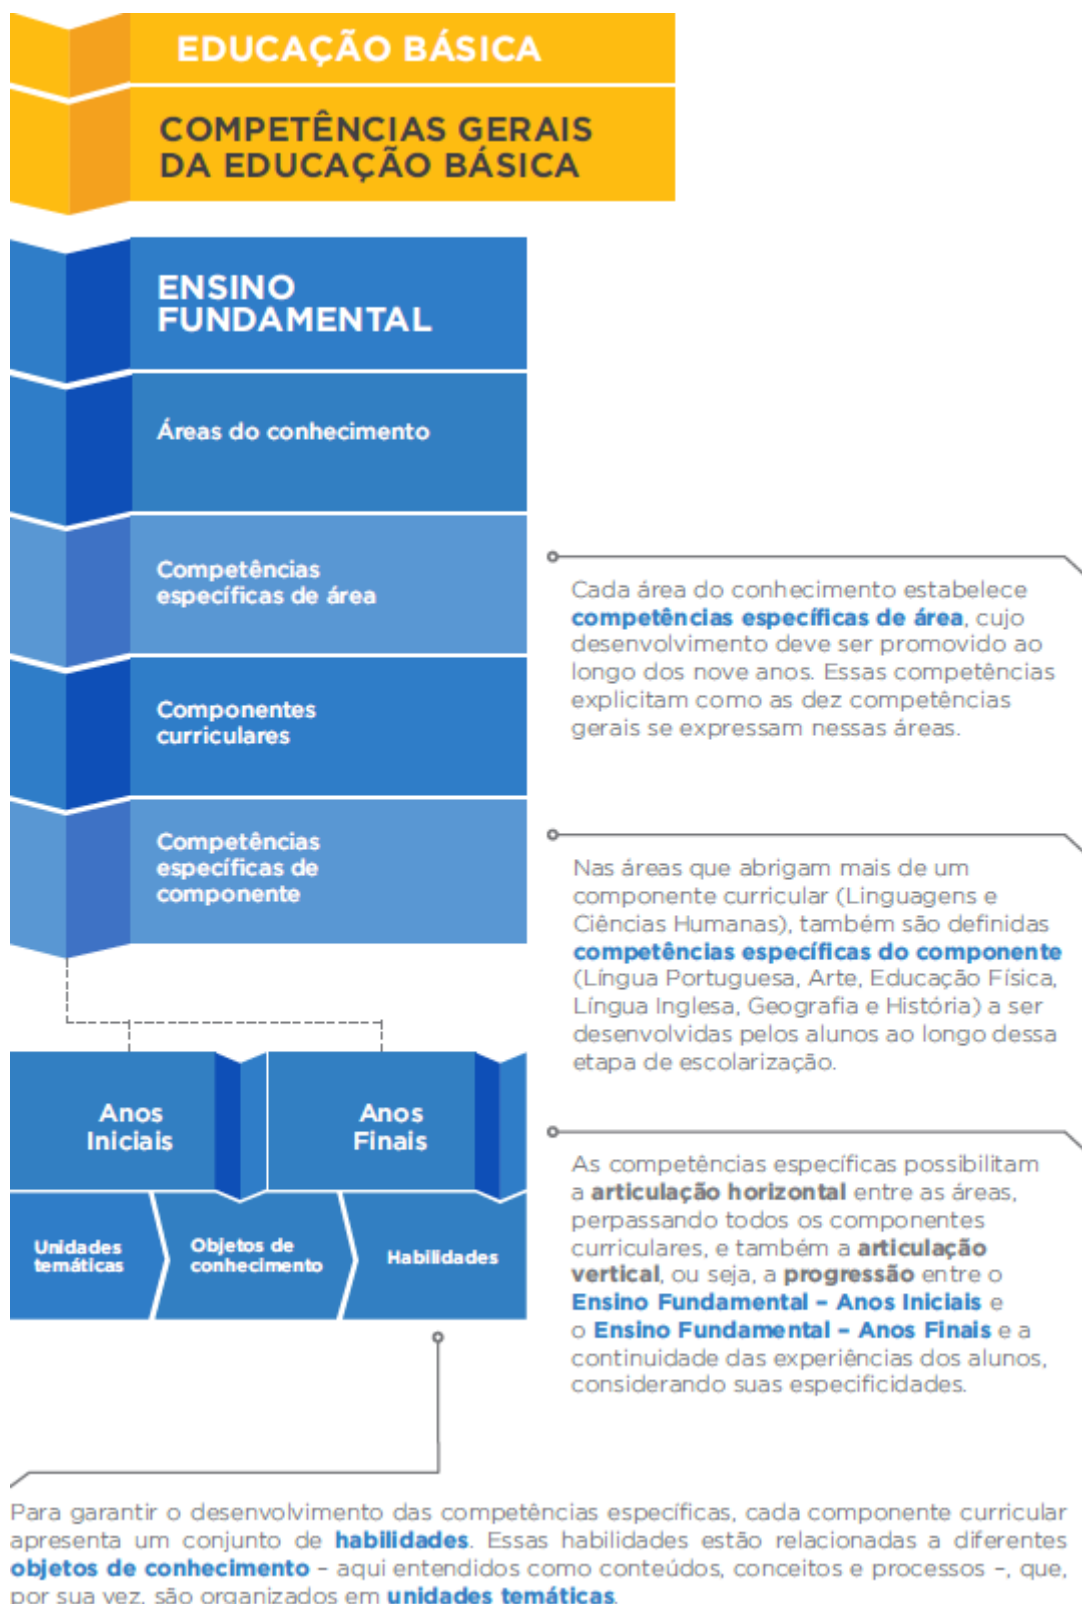 EDUCAÇÃO BÁSICA
COMPETÊNCIAS GERAIS
DA EDUCAÇÃO BÁSICA
ENSINO
FUNDAMENTAL
Áreas do conhecimento
Competências
específicas de área
Cada área do conhecimento estabelece
competências específicas de área, cujo
desenvolvimento deve ser promovido ao
longo dos nove anos. Essas competências
explicitam como as dez competências
gerais se expressam nessas áreas.
Componentes
curriculares
Competências
específicas de
componente
Nas áreas que abrigam mais de um
componente curricular (Linguagens e
Ciências Humanas), também são definidas
competências específicas do componente
(Língua Portuguesa, Arte, Educação Física,
Língua Inglesa, Geografia e História) a ser
desenvolvidas pelos alunos ao longo dessa
etapa de escolarização.
Anos
Iniciais
Anos
Finais
Unidades
temáticas
Objetos de
conhecimento
Habilidades
As competências específicas possibilitam
a articulação horizontal entre as áreas,
perpassando todos os componentes
curriculares, e também a articulação
vertical, ou seja, a progressão entre o
Ensino Fundamental – Anos Iniciais e
o Ensino Fundamental – Anos Finais e a
continuidade das experiências dos alunos,
considerando suas especificidades.
Para garantir o desenvolvimento das competências específicas, cada componente curricular
apresenta um conjunto de habilidades. Essas habilidades estão relacionadas a diferentes
objetos de conhecimento – aqui entendidos como conteúdos, conceitos e processos –, que,
por sua vez, são organizados em unidades temáticas.